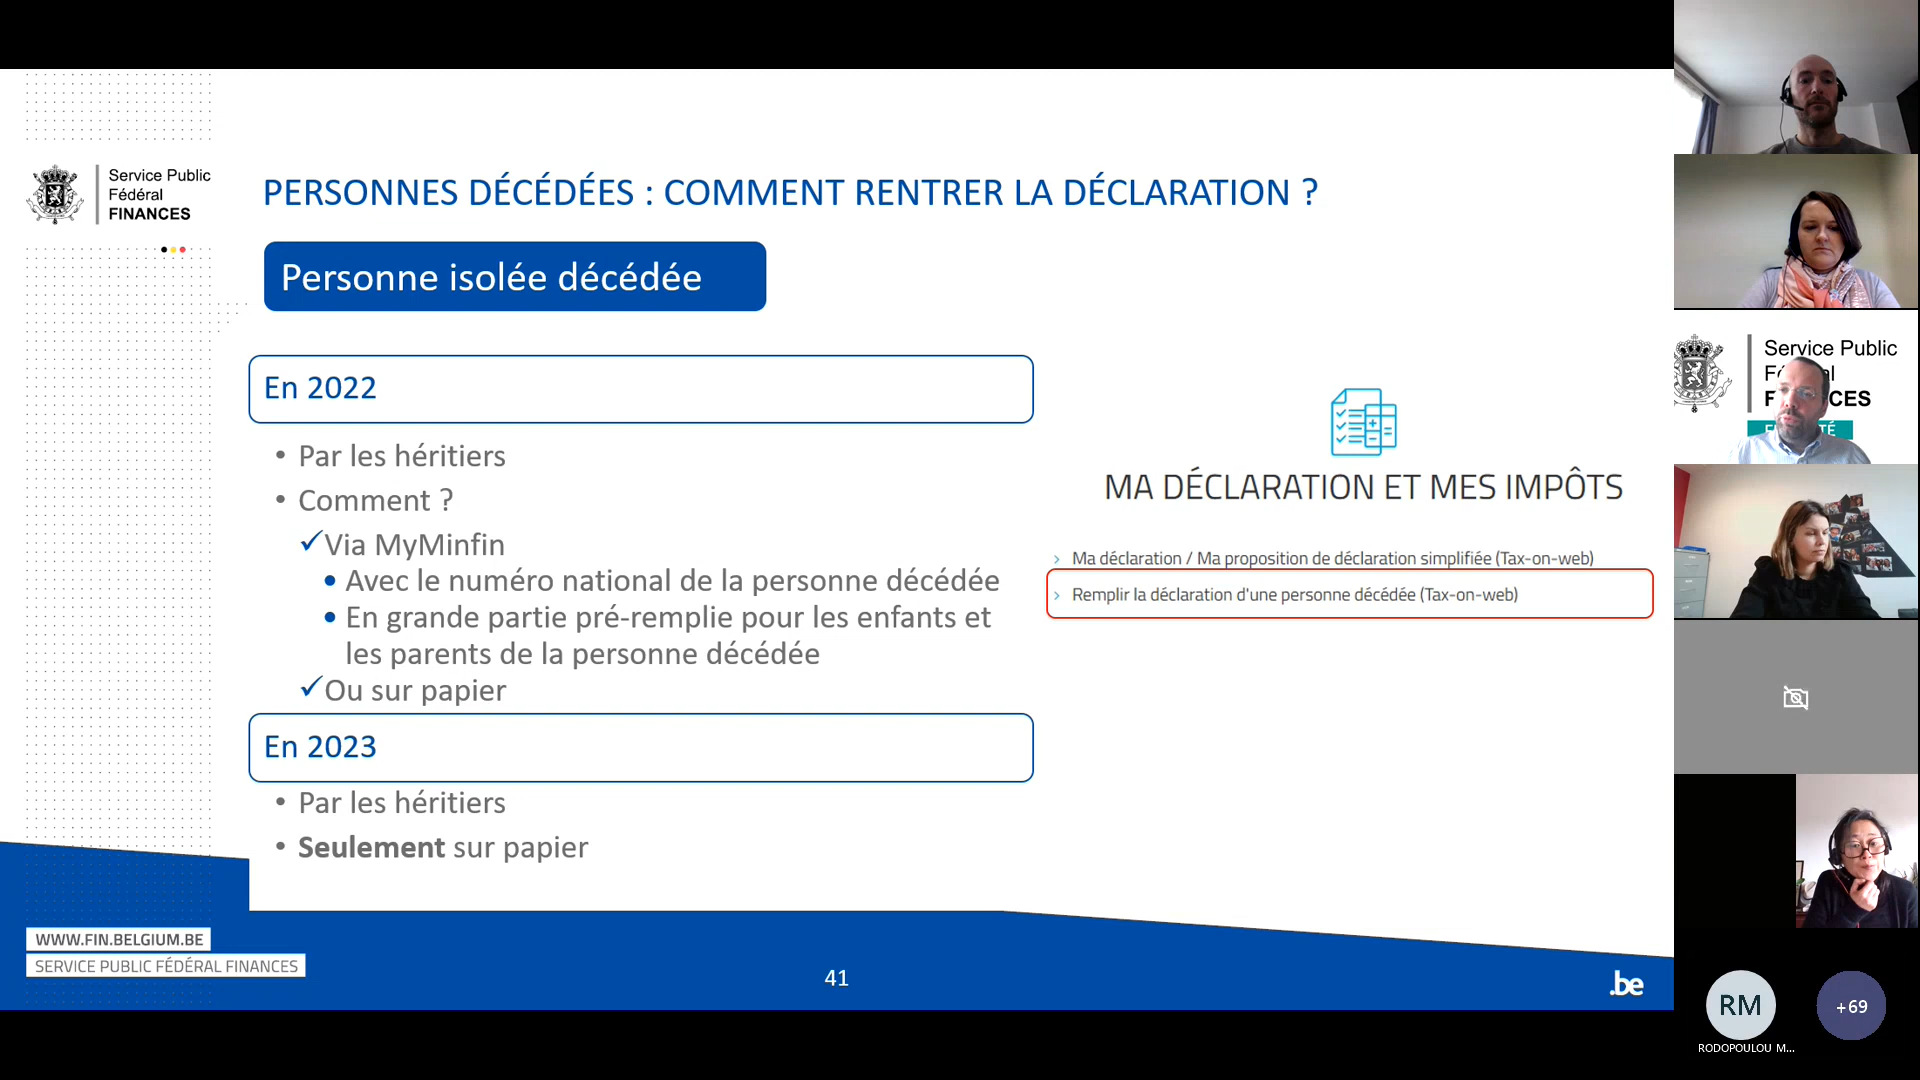 Service Public
Fédéral
FINANCES
PERSONNES DÉCÉDÉES : COMMENT RENTRER LA DÉCLARATION ?
Personne isolée décédée
En 2022
• Par les héritiers
• Comment ?
✓Via MyMinfin
• Avec le numéro national de la personne décédée
• En grande partie pré-remplie pour les enfants et
les parents de la personne décédée
✓Ou sur papier
En 2023
• Par les héritiers
• Seulement sur papier
MA DÉCLARATION ET MES IMPÔTS
› Ma déclaration / Ma proposition de déclaration simplifiée (Tax-on-web)
› Remplir la déclaration d'une personne décédée (Tax-on-web)
WWW.FIN.BELGIUM.BE
SERVICE PUBLIC FÉDÉRAL FINANCES
41
.be
Service Public
RM
+69
RODOPOULOU M...